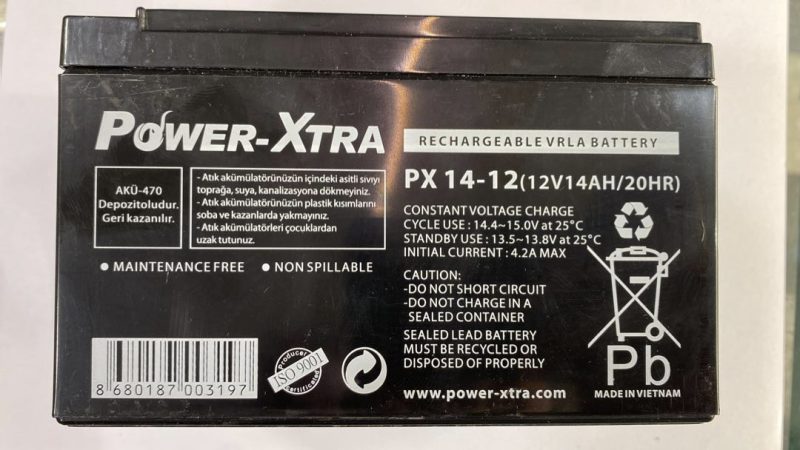 POWER-XTRA
RECHARGEABLE VRLA BATTERY
PX 14-12(12V14AH/20HR)
AKÜ-470
Depozitoludur.
Geri kazanılır.
- Atık akümülatörünüzün içindeki asitli sıvıyı
toprağa, suya, kanalizasyona dökmeyiniz.
- Atık akümülatörünüzün plastik kısımlarını
soba ve kazanlarda yakmayınız.
- Atık akümülatörleri çocuklardan
uzak tutunuz.
• MAINTENANCE FREE • NON SPILLABLE
CONSTANT VOLTAGE CHARGE
CYCLE USE : 14.4~15.0V at 25°C
STANDBY USE : 13.5~13.8V at 25°C
INITIAL CURRENT : 4.2A MAX
CAUTION:
-DO NOT SHORT CIRCUIT
-DO NOT CHARGE IN A
SEALED CONTAINER
SEALED LEAD BATTERY
MUST BE RECYCLED OR
DISPOSED OF PROPERLY
Pb
8 680187 003197
Producer
ISO 9001
certificated
www.power-xtra.com
MADE IN VIETNAM